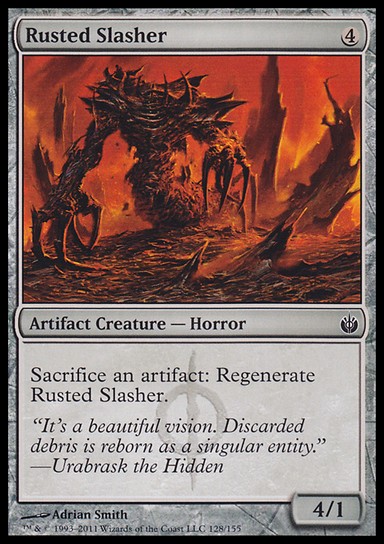 Rusted Slasher 4
Artifact Creature — Horror
Sacrifice an artifact: Regenerate
Rusted Slasher.
“It’s a beautiful vision. Discarded
debris is reborn as a singular entity.”
—Urabrask the Hidden
Adrian Smith
4/1
™ & © 1993–2011 Wizards of the Coast LLC 128/155